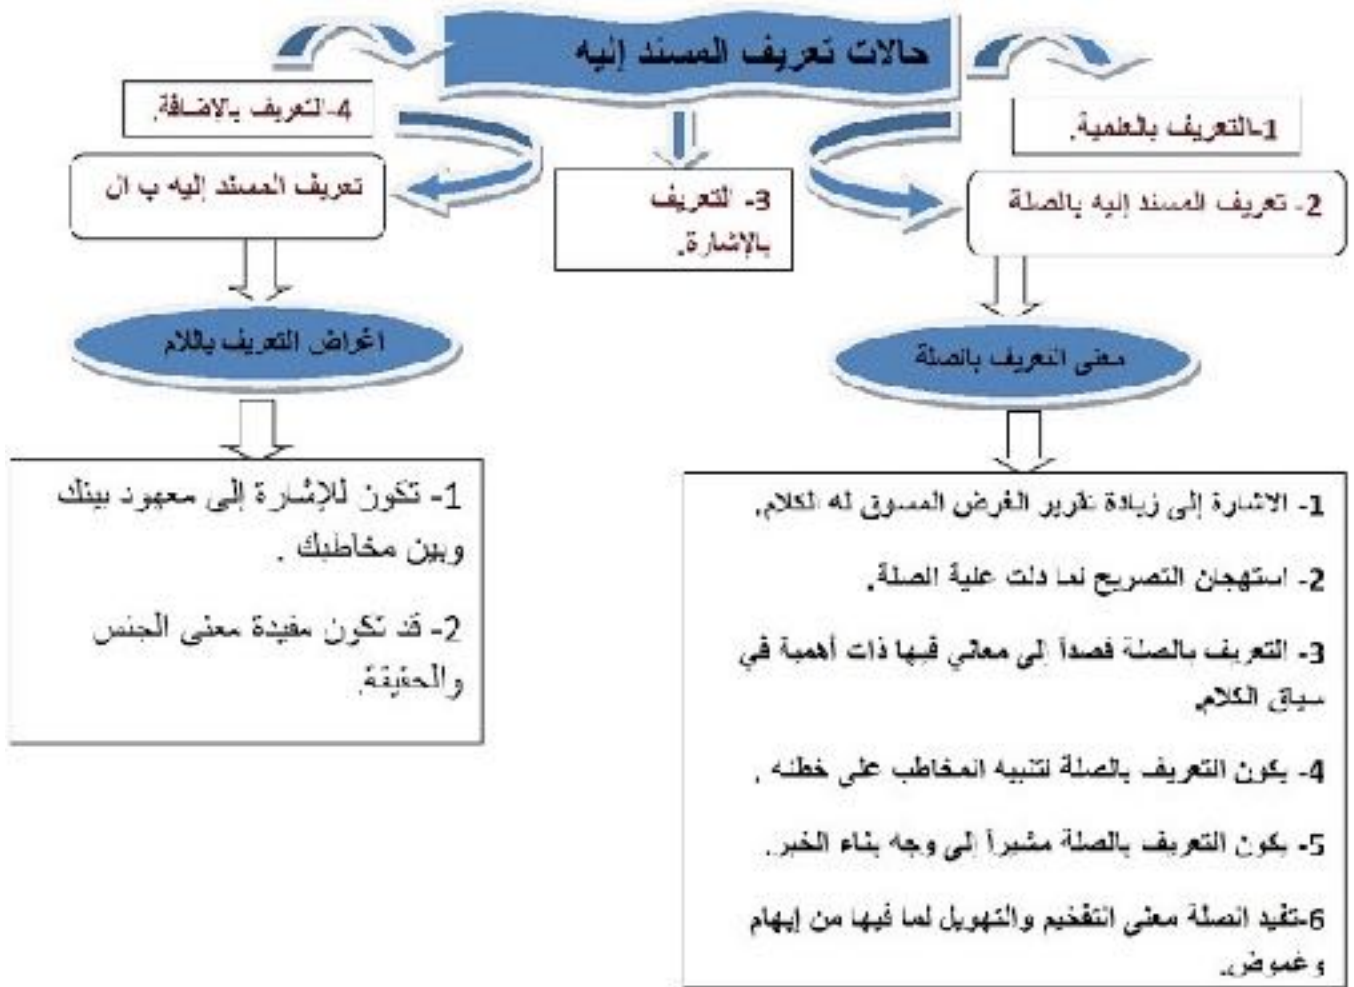 حالات تعريف المسند إليه
1-التعريف بالعلمية.
2- تعريف المسند إليه بالصلة
3- التعريف
بالإشارة.
4-التعريف بالاضافة.
تعريف المسند إليه ب ال
معنى التعريف بالصلة
1- الاشارة إلى زيادة تقرير الغرض المسوق له الكلام.
2- استهجان التصريح لما دلت علية الصلة.
3- التعريف بالصلة قصداً إلى معاني فيها ذات أهمية في
سياق الكلام.
4- يكون التعريف بالصلة لتنبيه المخاطب على خطئه .
5- يكون التعريف بالصلة مشيراً إلى وجه بناء الخبر.
6-تفيد الصلة معنى التفخيم والتهويل لما فيها من إبهام
وغموض.
اغراض التعريف باللام
1- تكون للإشارة إلى معهود بينك
وبين مخاطبك .
2- قد تكون مفيدة معنى الجنس
والحقيقة.